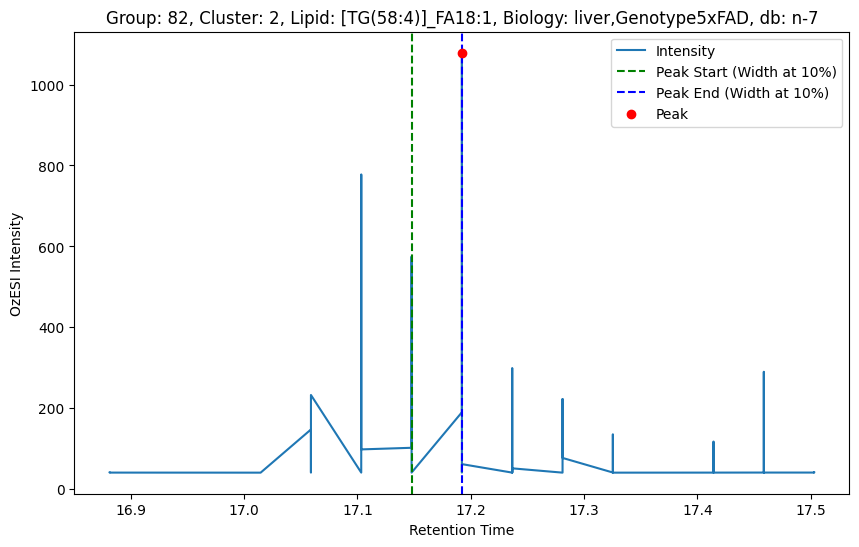 Group: 82, Cluster: 2, Lipid: [TG(58:4)]_FA18:1, Biology: liver,Genotype5xFAD, db: n-7
Intensity
Peak Start (Width at 10%)
Peak End (Width at 10%)
Peak
1000
800
600
400
200
0
OzESI Intensity
16.9 17.0 17.1 17.2 17.3 17.4 17.5
Retention Time